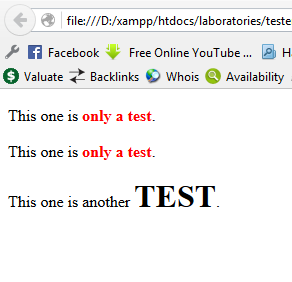 file:///D:/xampp/htdocs/laboratories/teste
Facebook Free Online YouTube ... Ha
Valuate Backlinks Whois Availability
This one is only a test.
This one is only a test.
This one is another TEST.